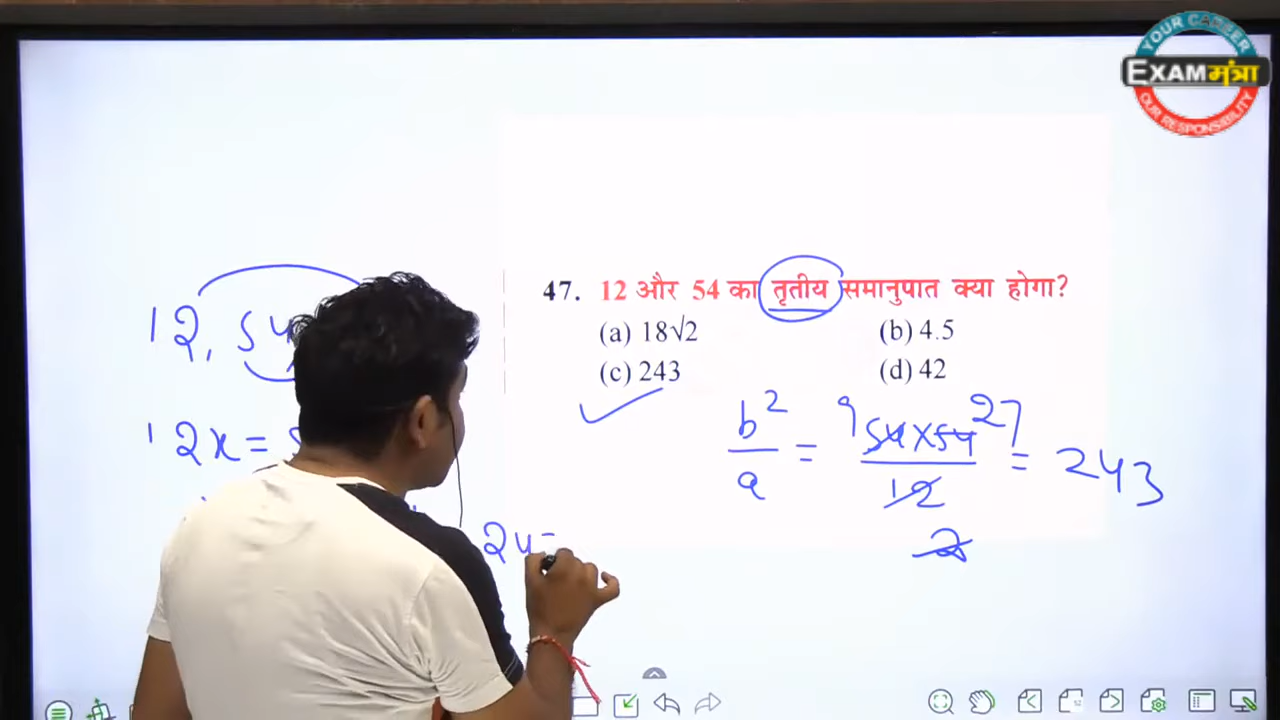 YOUR CAREER
EXAMमंत्रा
OUR RESPONSIBILITY
47. 12 और 54 का तृतीय समानुपात क्या होगा?
(a) 18√2 (b) 4.5
(c) 243 (d) 42
12, 54
12x =
b²/a = 9 54×54 27 / 12 = 243
2
24